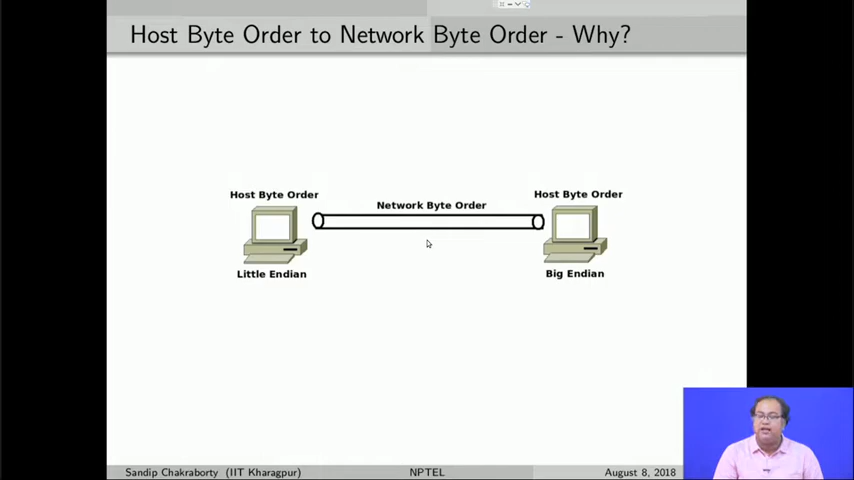 Host Byte Order to Network Byte Order - Why?
Host Byte Order
Network Byte Order
Host Byte Order
Little Endian
Big Endian
Sandip Chakraborty (IIT Kharagpur)
NPTEL
August 8, 2018